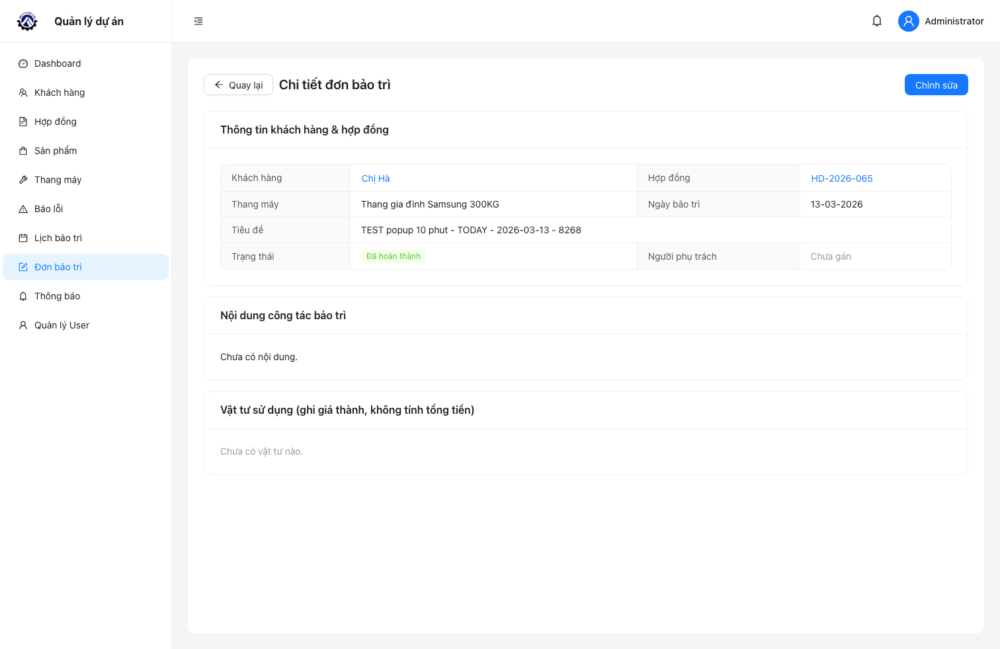 Quản lý dự án
Administrator
Dashboard
Khách hàng
Hợp đồng
Sản phẩm
Thang máy
Báo lỗi
Lịch bảo trì
Đơn bảo trì
Thông báo
Quản lý User
Quay lại
Chi tiết đơn bảo trì
Chỉnh sửa
Thông tin khách hàng & hợp đồng
Khách hàng Chị Hà Hợp đồng HD-2026-065
Thang máy Thang gia đình Samsung 300KG Ngày bảo trì 13-03-2026
Tiêu đề TEST popup 10 phut - TODAY - 2026-03-13 - 8268
Trạng thái Đã hoàn thành Người phụ trách Chưa gán
Nội dung công tác bảo trì
Chưa có nội dung.
Vật tư sử dụng (ghi giá thành, không tính tổng tiền)
Chưa có vật tư nào.